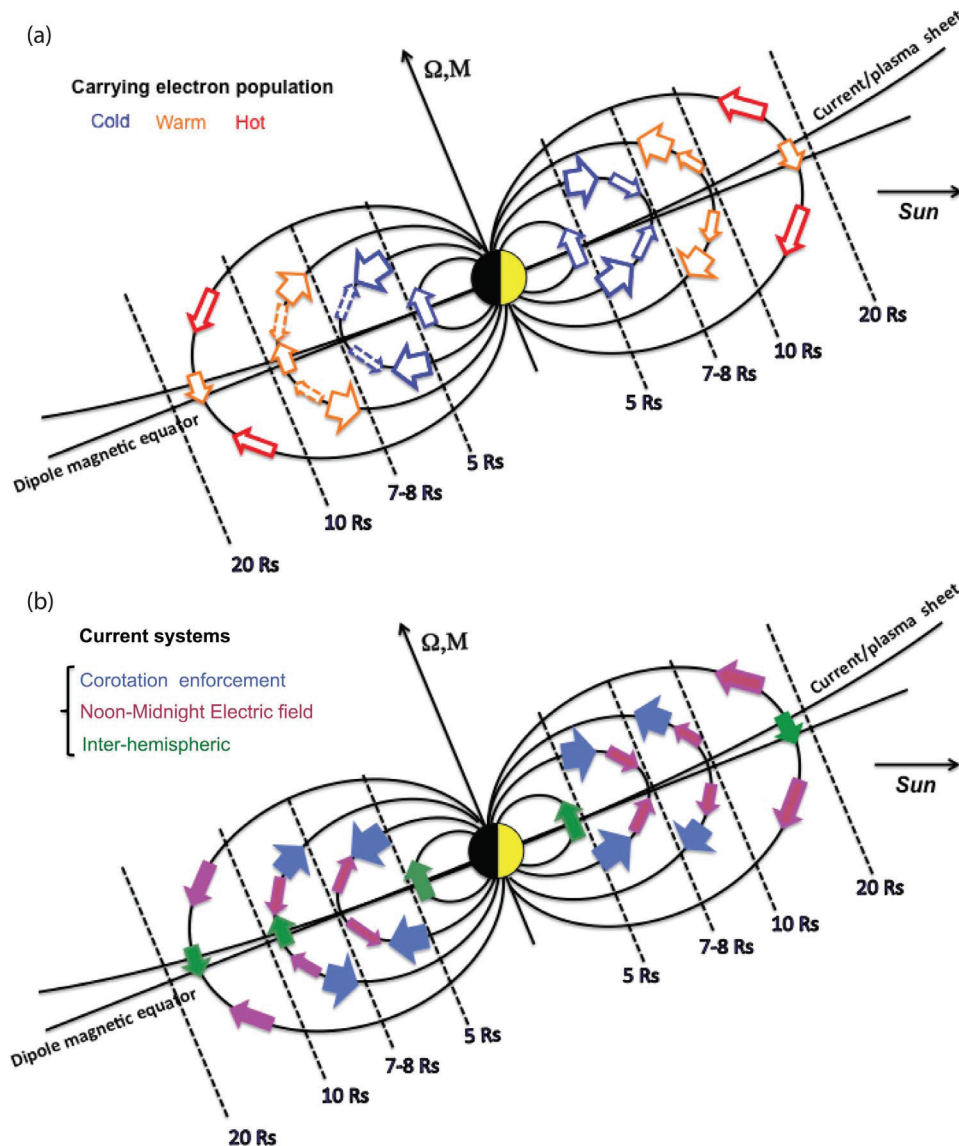 (a)
Ω,M
Carrying electron population
Cold Warm Hot
Current/plasma sheet
Sun
20 Rs
10 Rs
7-8 Rs
5 Rs
Dipole magnetic equator
5 Rs
7-8 Rs
10 Rs
20 Rs
(b)
Current systems
Ω,M
Corotation enforcement
Noon-Midnight Electric field
Inter-hemispheric
Current/plasma sheet
Sun
20 Rs
10 Rs
7-8 Rs
5 Rs
Dipole magnetic equator
5 Rs
7-8 Rs
10 Rs
20 Rs